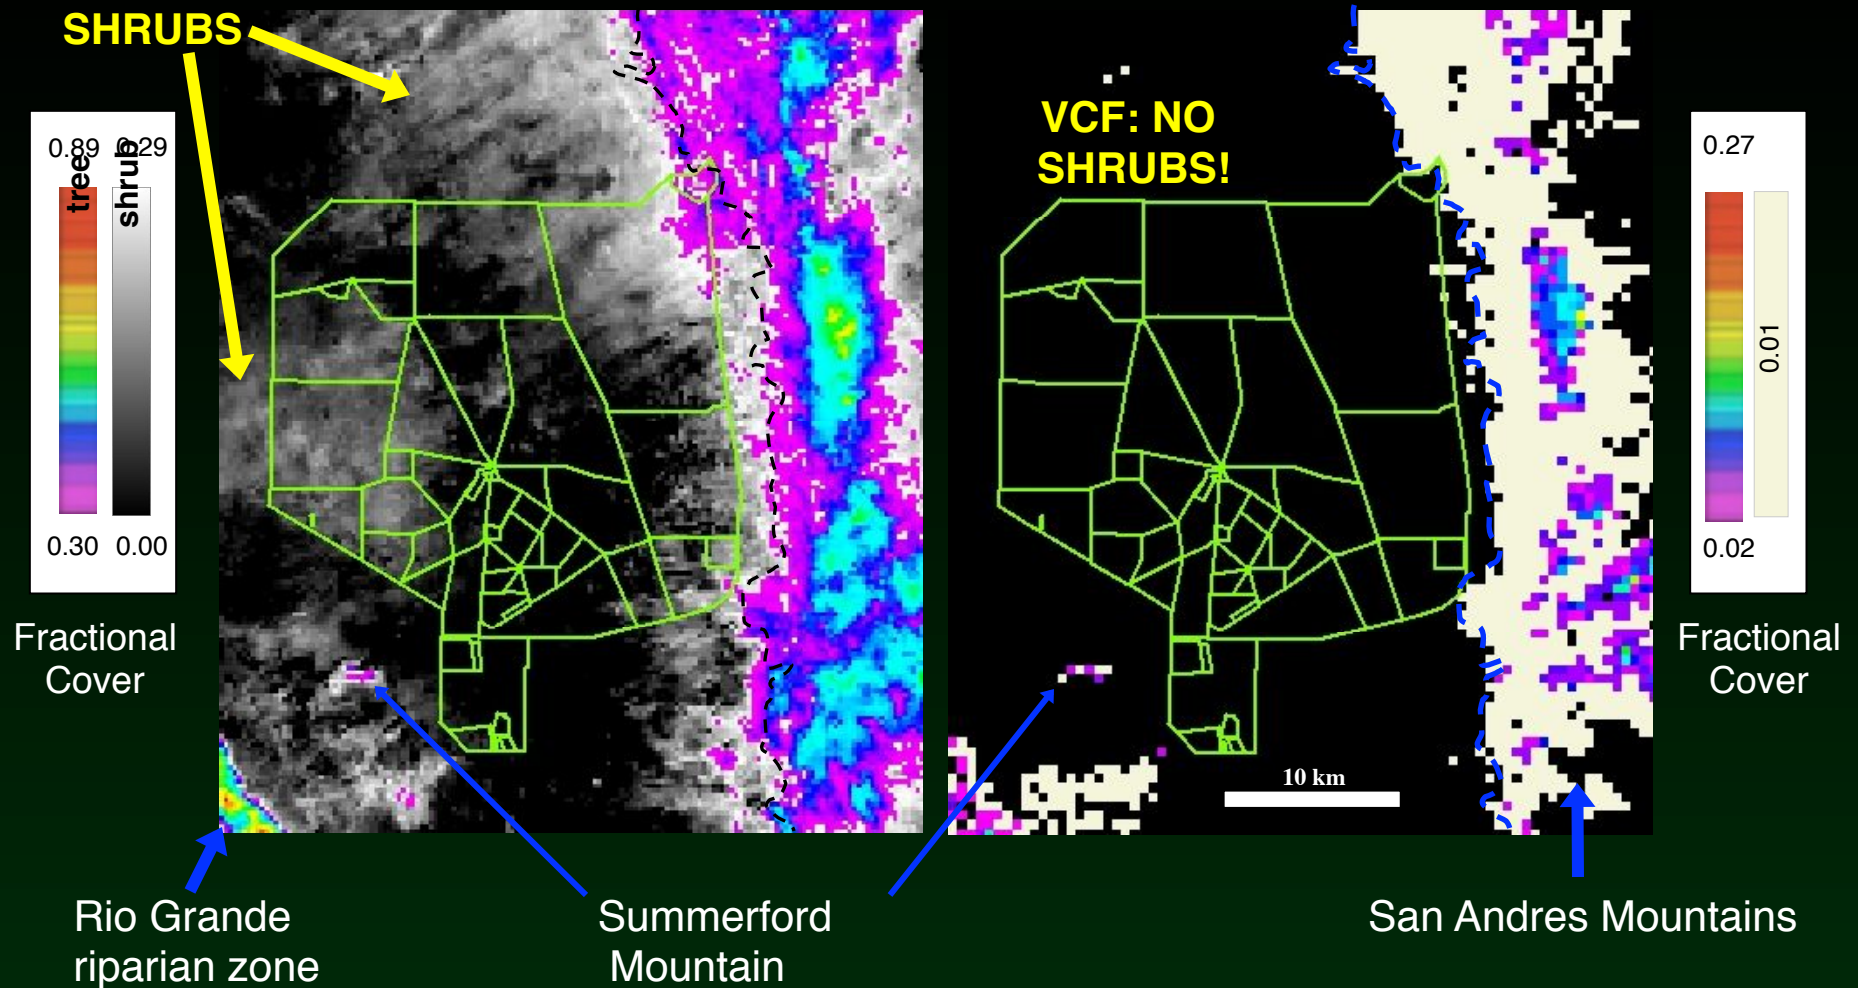 SHRUBS
0.89 0.29
tree
shrub
0.30 0.00
Fractional
Cover
VCF: NO
SHRUBS!
10 km
0.27
0.01
0.02
Fractional
Cover
Rio Grande
riparian zone
Summerford
Mountain
San Andres Mountains